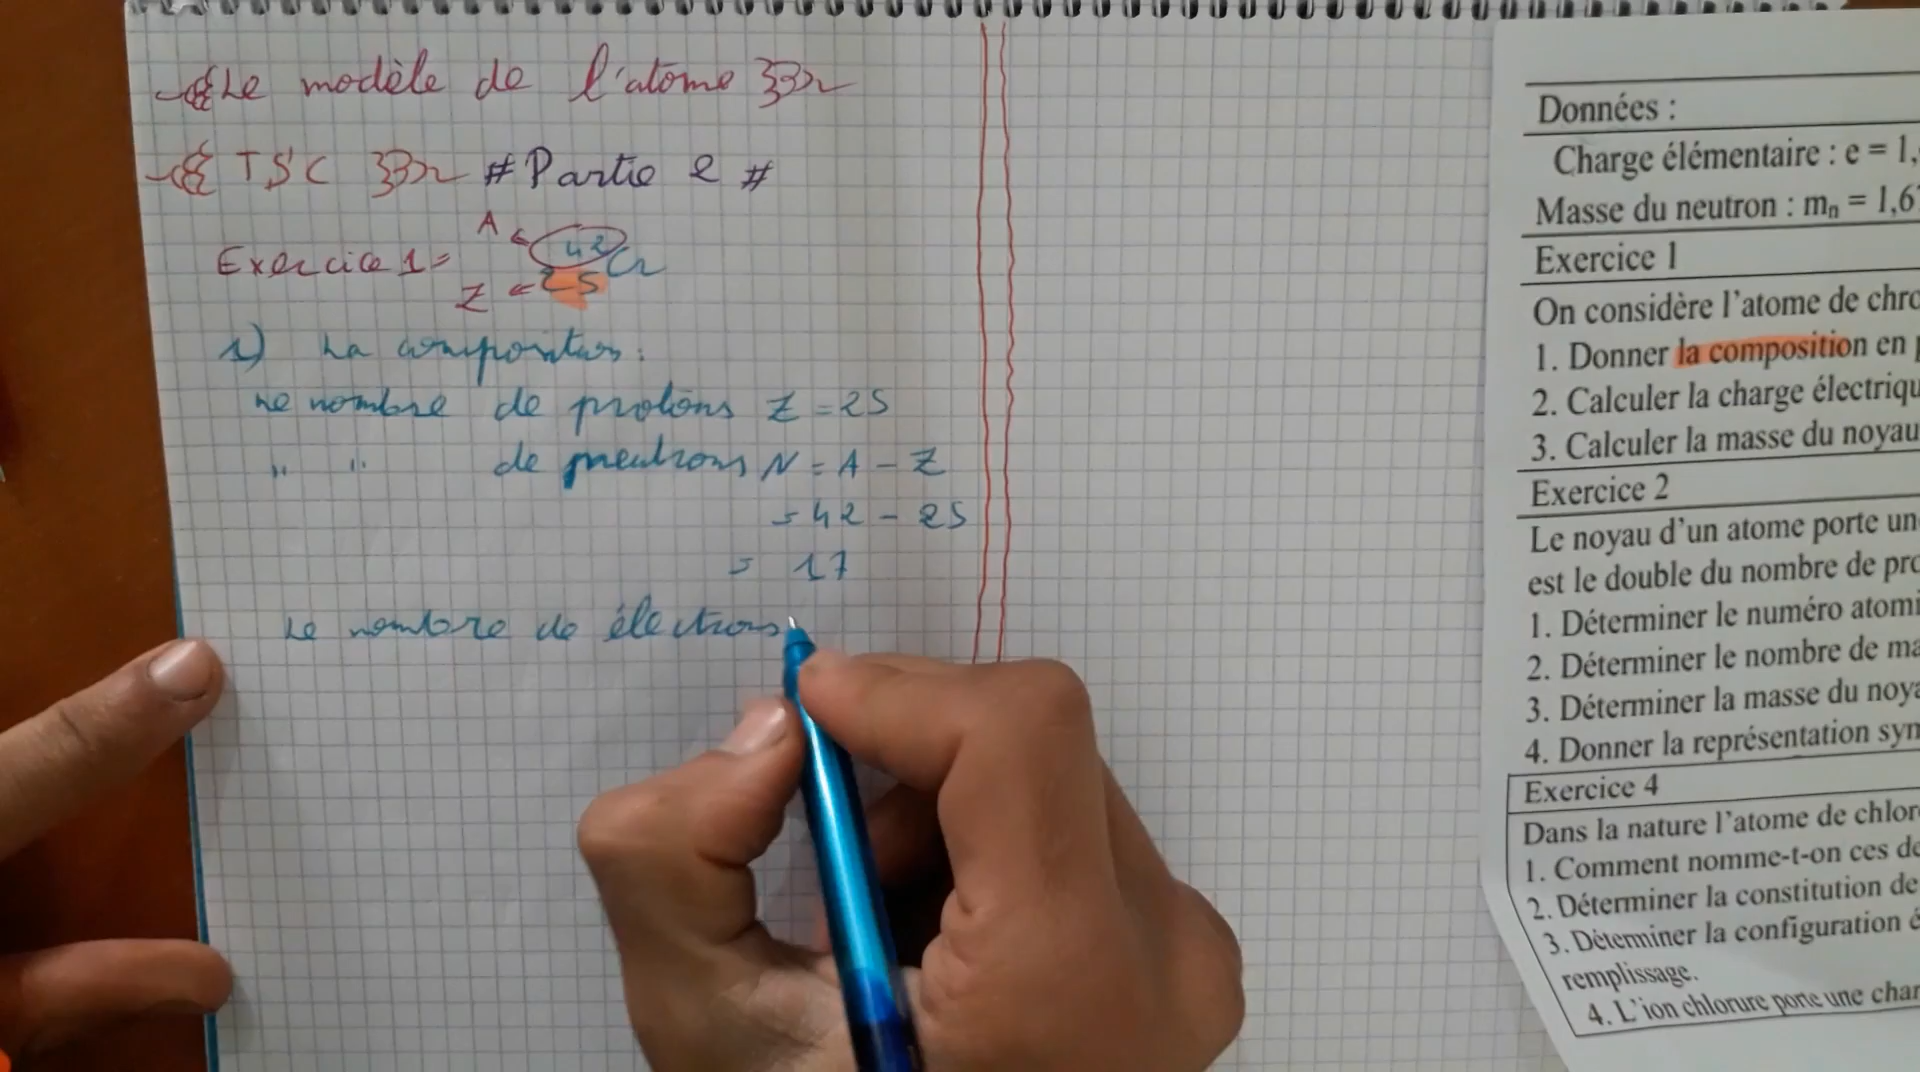 Le modèle de l'atome
TSC # Partie 2 #
Exercice 1= A 42 Cr
Z 25
1) La composition:
Le nombre de protons Z = 25
" " de neutrons N = A - Z
= 42 - 25
= 17
Le nombre de électrons
Données :
Charge élémentaire : e = 1,
Masse du neutron : mn = 1,67
Exercice 1
On considère l'atome de chro
1. Donner la composition en p
2. Calculer la charge électriqu
3. Calculer la masse du noyau
Exercice 2
Le noyau d'un atome porte un
est le double du nombre de pro
1. Déterminer le numéro atomi
2. Déterminer le nombre de ma
3. Déterminer la masse du noya
4. Donner la représentation sym
Exercice 4
Dans la nature l'atome de chlor
1. Comment nomme-t-on ces de
2. Déterminer la constitution de
3. Déterminer la configuration é
remplissage.
4. L'ion chlorure porte une char